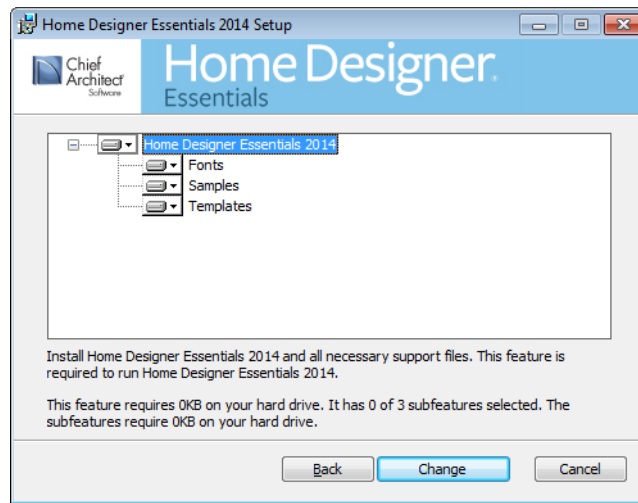 Home Designer Essentials 2014 Setup
Chief
Architect
Software
Home Designer.
Essentials
Home Designer Essentials 2014
Fonts
Samples
Templates
Install Home Designer Essentials 2014 and all necessary support files. This feature is
required to run Home Designer Essentials 2014.
This feature requires 0KB on your hard drive. It has 0 of 3 subfeatures selected. The
subfeatures require 0KB on your hard drive.
Back Change Cancel